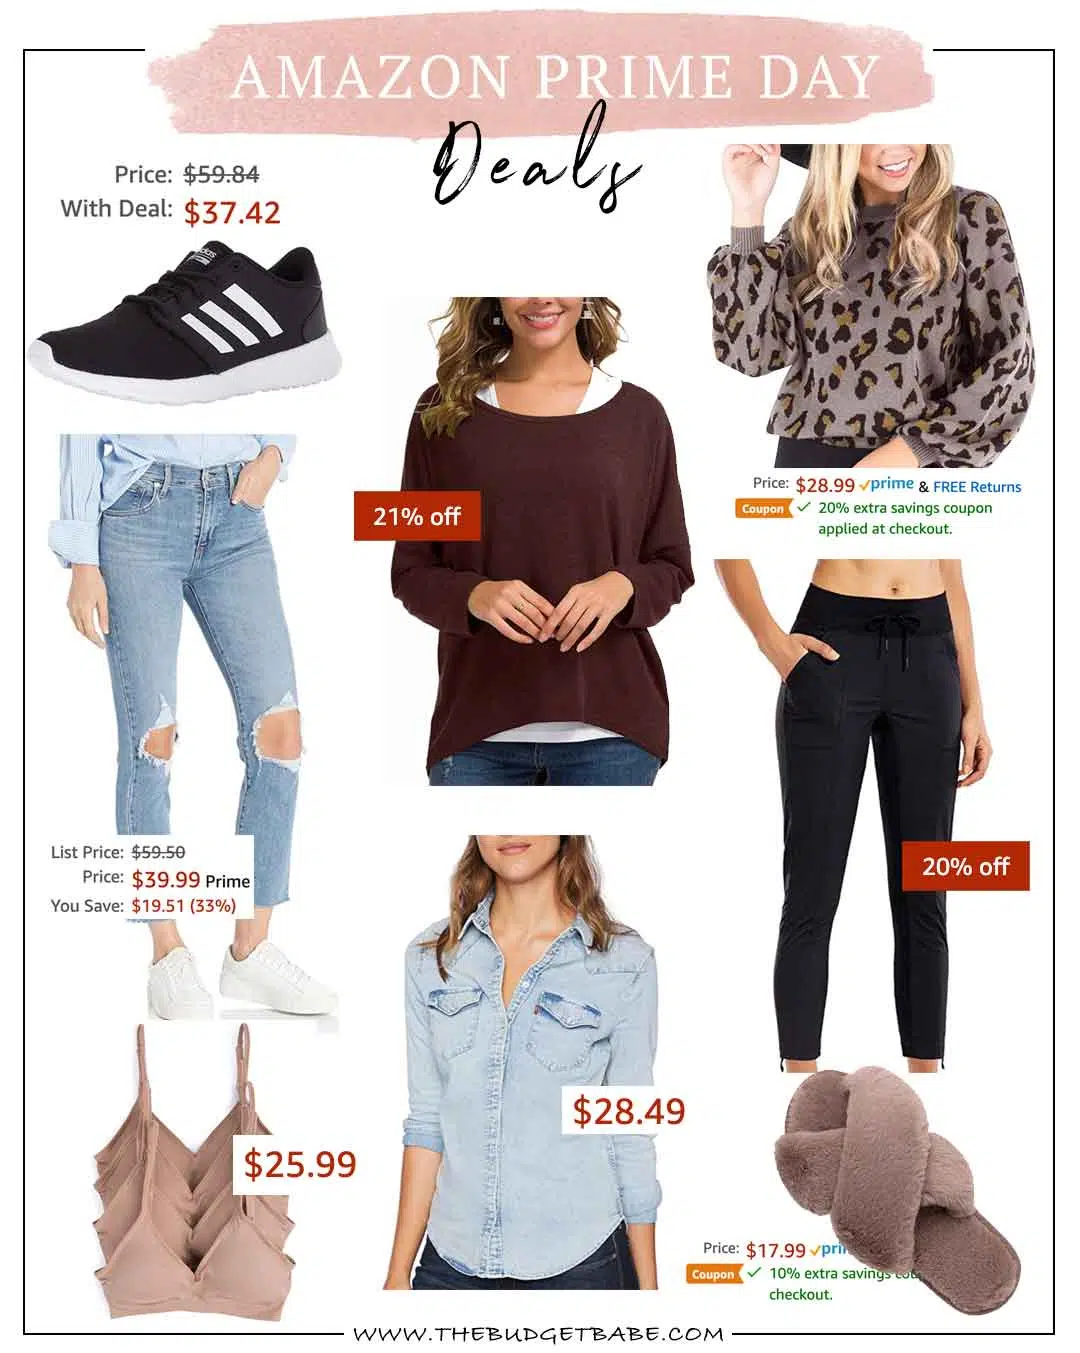 AMAZON PRIME DAY
Deals
Price: $59.84
With Deal: $37.42
adidas
21% off
Price: $28.99 prime & FREE Returns
Coupon 20% extra savings coupon
applied at checkout.
List Price: $59.50
Price: $39.99 Prime
You Save: $19.51 (33%)
20% off
$28.49
$25.99
Price: $17.99
Coupon 10% extra savings
checkout.
WWW.THEBUDGETBABE.COM